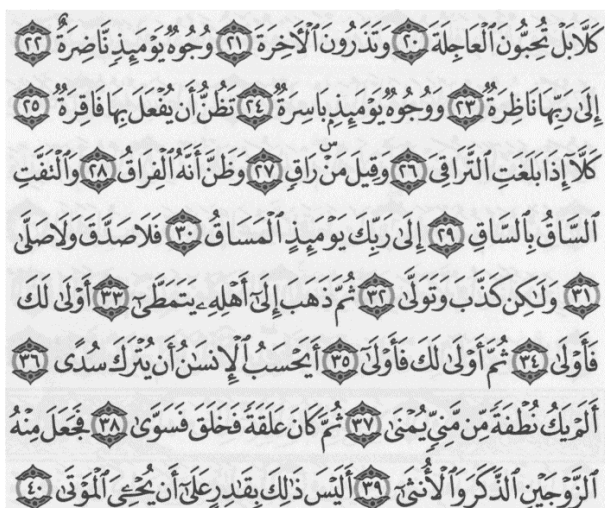 كَلَّا بَلْ تُحِبُّونَ ٱلْعَاجِلَةَ ٢٠ وَتَذَرُونَ ٱلْأَخِرَةَ ٢١ وُجُوهٌ يَوْمَئِذٍ نَّاضِرَةٌ ٢٢
إِلَىٰ رَبِّهَا نَاظِرَةٌ ٢٣ وَوُجُوهٌ يَوْمَئِذٍۭ بَاسِرَةٌ ٢٤ تَظُنُّ أَن يُفْعَلَ بِهَا فَاقِرَةٌ ٢٥
كَلَّآ إِذَا بَلَغَتِ ٱلتَّرَاقِىَ ٢٦ وَقِيلَ مَنْۜ رَاقٍ ٢٧ وَظَنَّ أَنَّهُ ٱلْفِرَاقُ ٢٨ وَٱلْتَفَّتِ
ٱلسَّاقُ بِٱلسَّاقِ ٢٩ إِلَىٰ رَبِّكَ يَوْمَئِذٍ ٱلْمَسَاقُ ٣٠ فَلَا صَدَّقَ وَلَا صَلَّىٰ
٣١ وَلَٰكِن كَذَّبَ وَتَوَلَّىٰ ٣٢ ثُمَّ ذَهَبَ إِلَىٰٓ أَهْلِهِۦ يَتَمَطَّىٰٓ ٣٣ أَوْلَىٰ لَكَ
فَأَوْلَىٰ ٣٤ ثُمَّ أَوْلَىٰ لَكَ فَأَوْلَىٰٓ ٣٥ أَيَحْسَبُ ٱلْإِنسَٰنُ أَن يُتْرَكَ سُدًى ٣٦
أَلَمْ يَكُ نُطْفَةً مِّن مَّنِىٍّ يُمْنَىٰ ٣٧ ثُمَّ كَانَ عَلَقَةً فَخَلَقَ فَسَوَّىٰ ٣٨ فَجَعَلَ مِنْهُ
ٱلزَّوْجَيْنِ ٱلذَّكَرَ وَٱلْأُنثَىٰٓ ٣٩ أَلَيْسَ ذَٰلِكَ بِقَٰدِرٍ عَلَىٰٓ أَن يُحْـِۧىَ ٱلْمَوْتَىٰ ٤٠